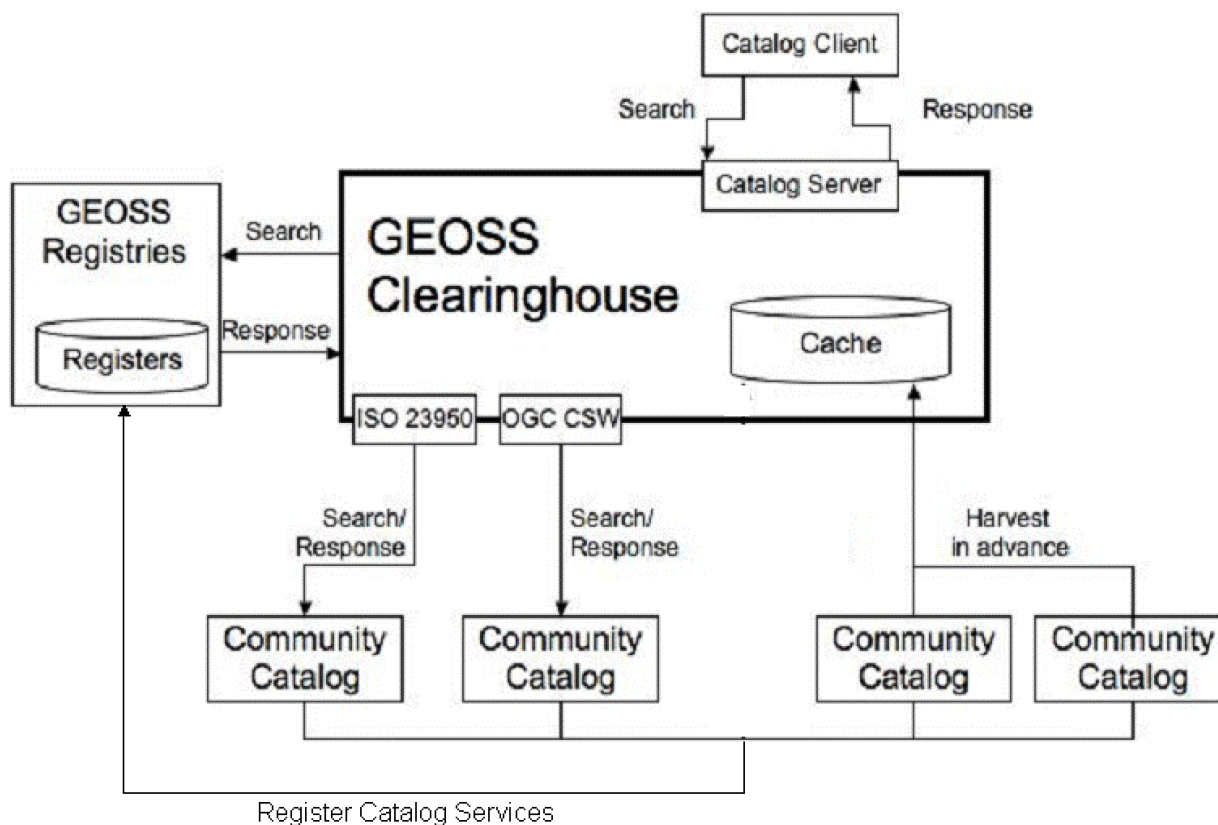 Catalog Client
Search
Response
Catalog Server
GEOSS
Registries
Search
GEOSS
Clearinghouse
Registers
Response
Cache
ISO 23950
OGC CSW
Search/
Response
Search/
Response
Harvest
in advance
Community
Catalog
Community
Catalog
Community
Catalog
Community
Catalog
Register Catalog Services